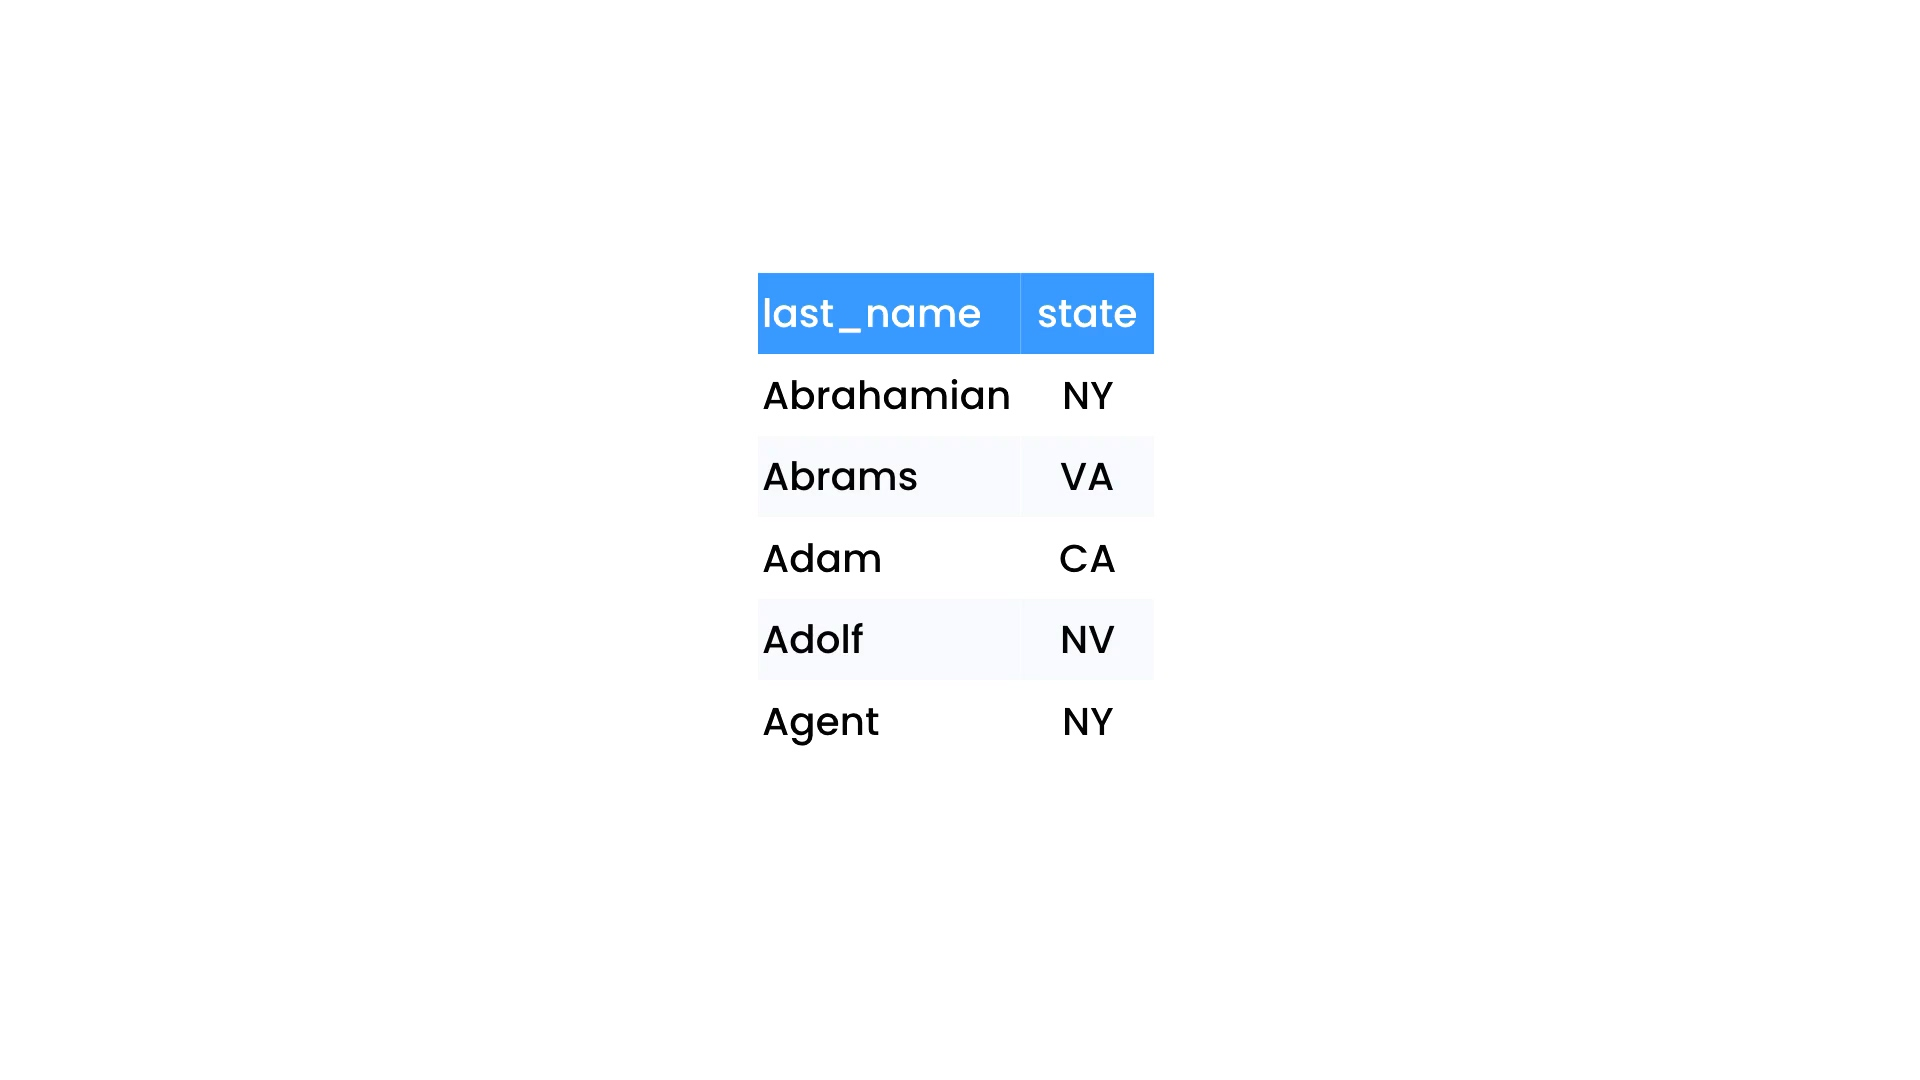 last_name state
Abrahamian NY
Abrams VA
Adam CA
Adolf NV
Agent NY